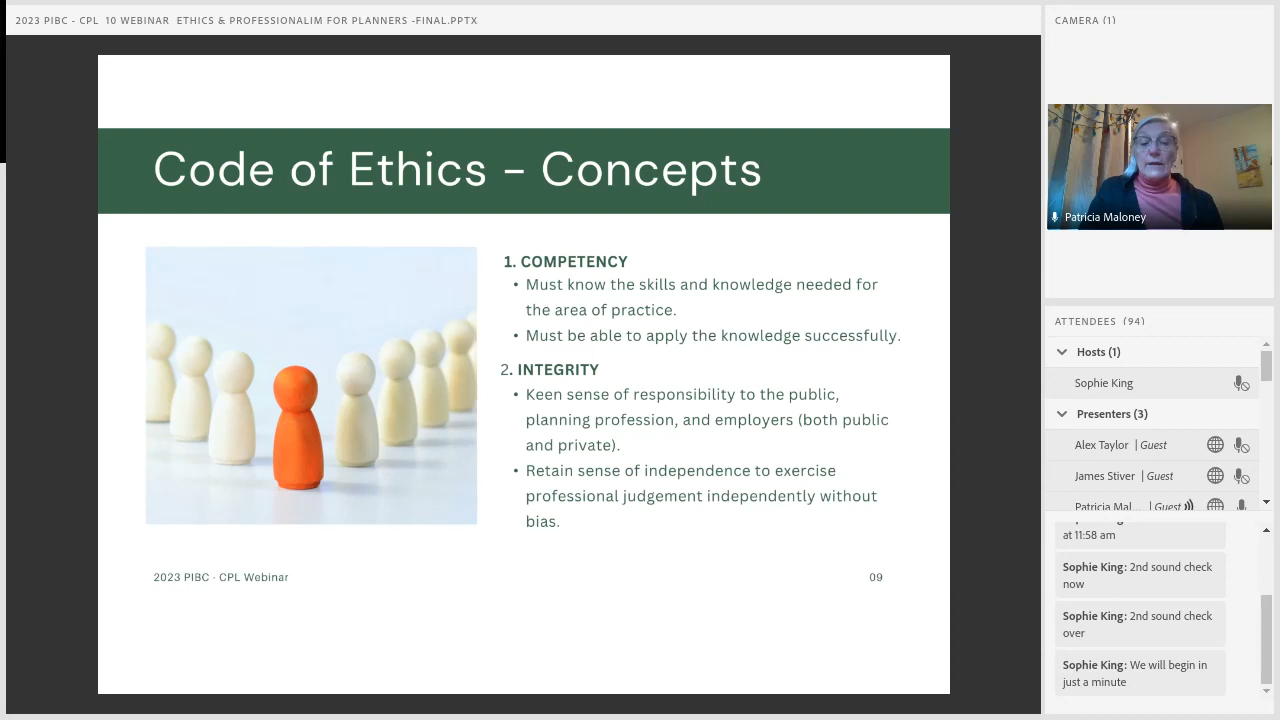 2023 PIBC - CPL 10 WEBINAR ETHICS & PROFESSIONALIM FOR PLANNERS -FINAL.PPTX
Code of Ethics – Concepts
1. COMPETENCY
• Must know the skills and knowledge needed for
the area of practice.
• Must be able to apply the knowledge successfully.
2. INTEGRITY
• Keen sense of responsibility to the public,
planning profession, and employers (both public
and private).
• Retain sense of independence to exercise
professional judgement independently without
bias.
2023 PIBC · CPL Webinar
09
CAMERA (1)
Patricia Maloney
ATTENDEES (94)
Hosts (1)
Sophie King
Presenters (3)
Alex Taylor | Guest
James Stiver | Guest
Patricia Mal... | Guest
at 11:58 am
Sophie King: 2nd sound check
now
Sophie King: 2nd sound check
over
Sophie King: We will begin in
just a minute